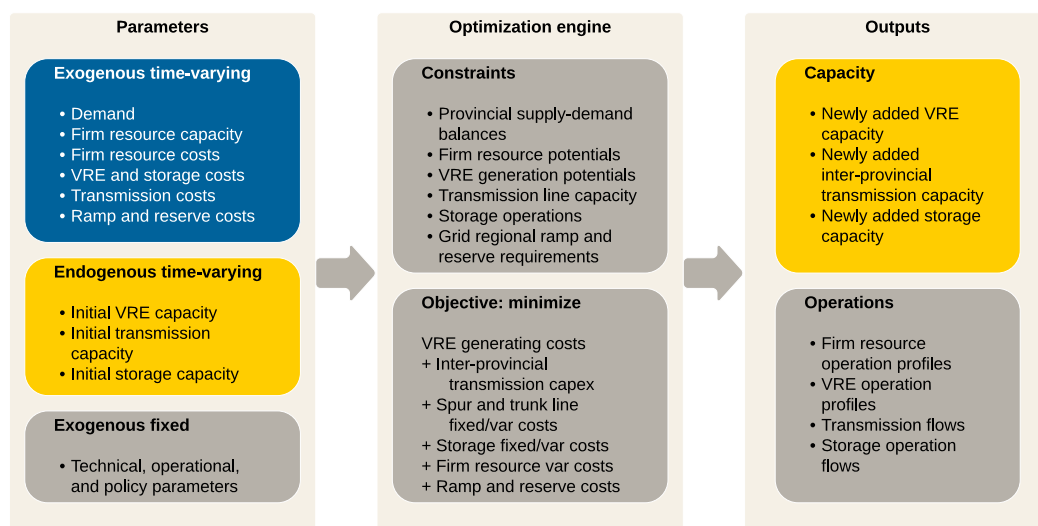 Parameters
Exogenous time-varying
• Demand
• Firm resource capacity
• Firm resource costs
• VRE and storage costs
• Transmission costs
• Ramp and reserve costs
Endogenous time-varying
• Initial VRE capacity
• Initial transmission
capacity
• Initial storage capacity
Exogenous fixed
• Technical, operational,
and policy parameters
Optimization engine
Constraints
• Provincial supply-demand
balances
• Firm resource potentials
• VRE generation potentials
• Transmission line capacity
• Storage operations
• Grid regional ramp and
reserve requirements
Objective: minimize
VRE generating costs
+ Inter-provincial
transmission capex
+ Spur and trunk line
fixed/var costs
+ Storage fixed/var costs
+ Firm resource var costs
+ Ramp and reserve costs
Outputs
Capacity
• Newly added VRE
capacity
• Newly added
inter-provincial
transmission capacity
• Newly added storage
capacity
Operations
• Firm resource
operation profiles
• VRE operation
profiles
• Transmission flows
• Storage operation
flows